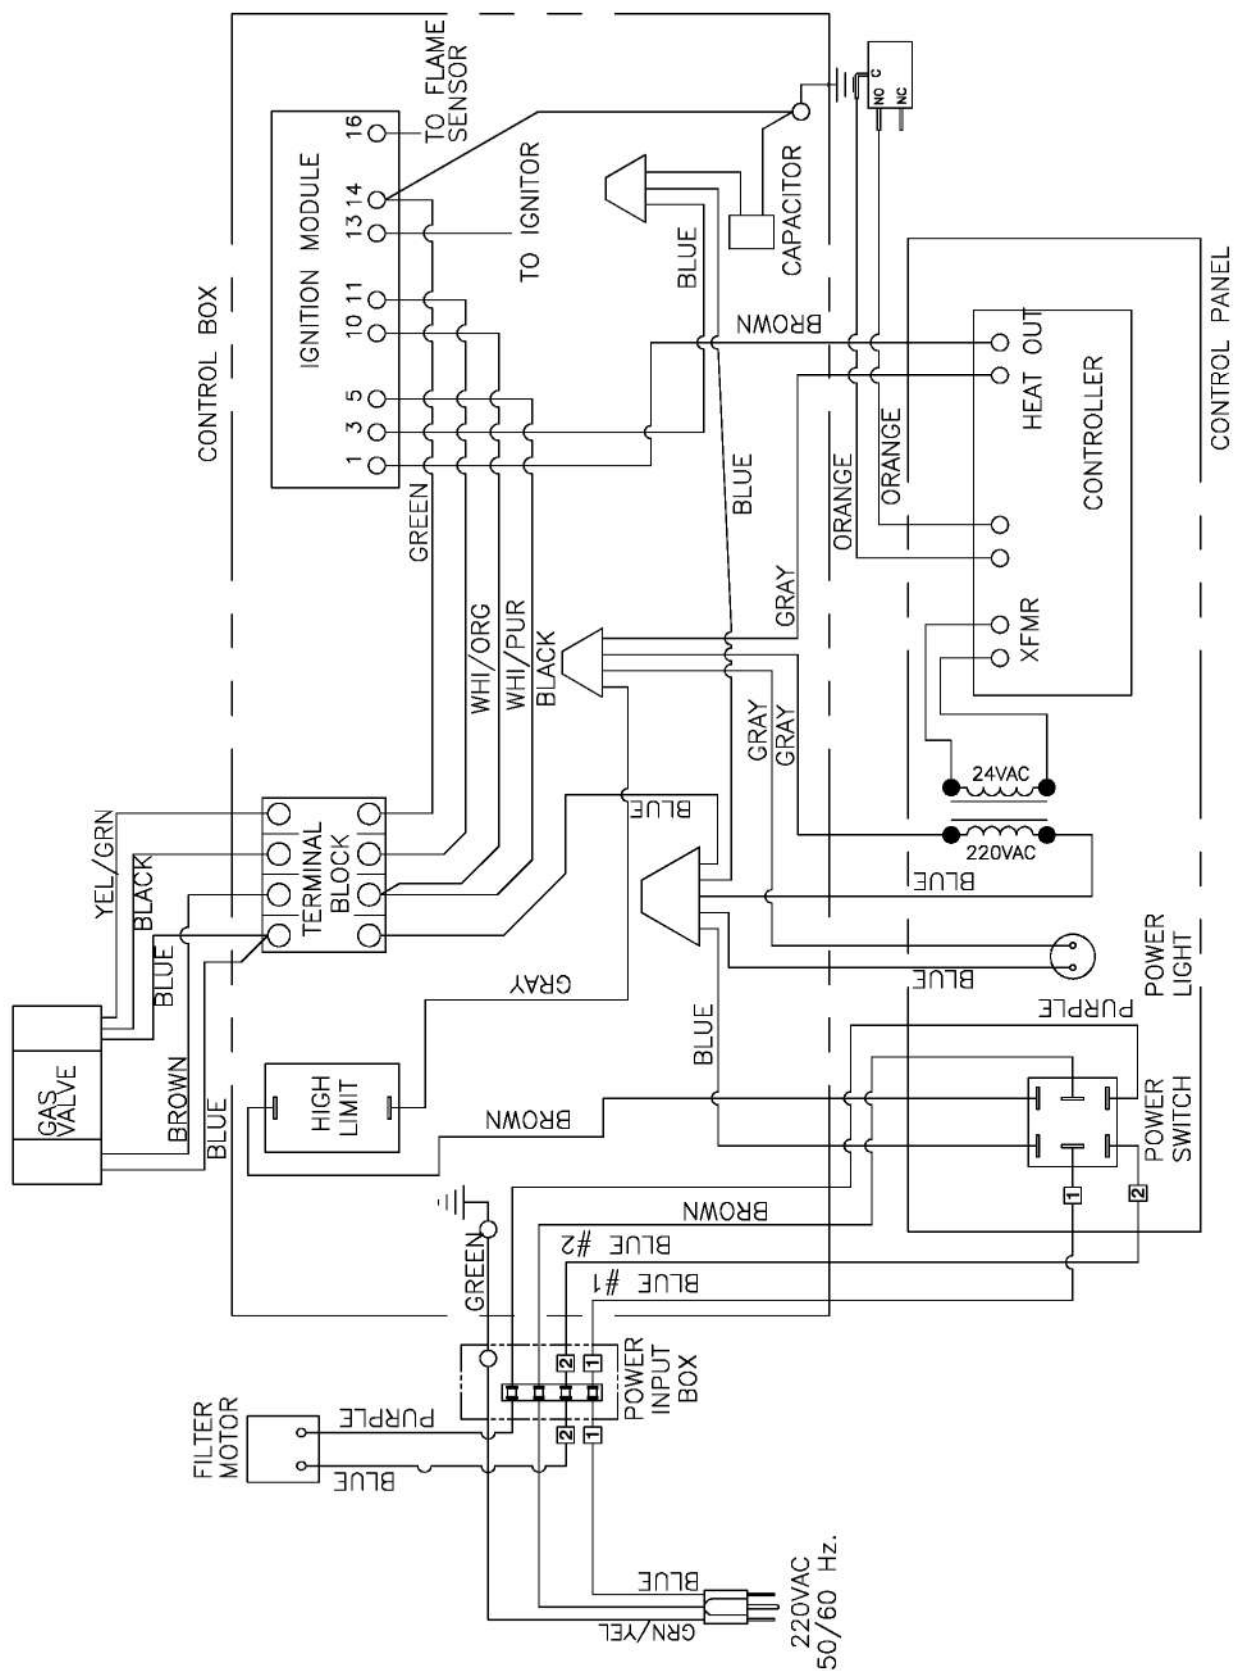 CONTROL BOX
IGNITION MODULE
1
3
5
10
11
13
14
16
TO FLAME
SENSOR
TO IGNITOR
CAPACITOR
BLUE
BROWN
BLUE
GREEN
WHI/ORG
WHI/PUR
BLACK
GRAY
GRAY
GRAY
ORANGE
ORANGE
C
NO
NC
HEAT OUT
CONTROLLER
XFMR
CONTROL PANEL
24VAC
220VAC
BLUE
BLUE
TERMINAL
BLOCK
YEL/GRN
BLACK
BLUE
BROWN
BLUE
GAS
VALVE
HIGH
LIMIT
GRAY
BLUE
BROWN
BLUE
POWER
LIGHT
PURPLE
POWER
SWITCH
1
2
BROWN
BLUE #2
BLUE #1
GREEN
POWER
INPUT
BOX
2
1
2
1
FILTER
MOTOR
PURPLE
BLUE
BLUE
GRN/YEL
220VAC
50/60 Hz.